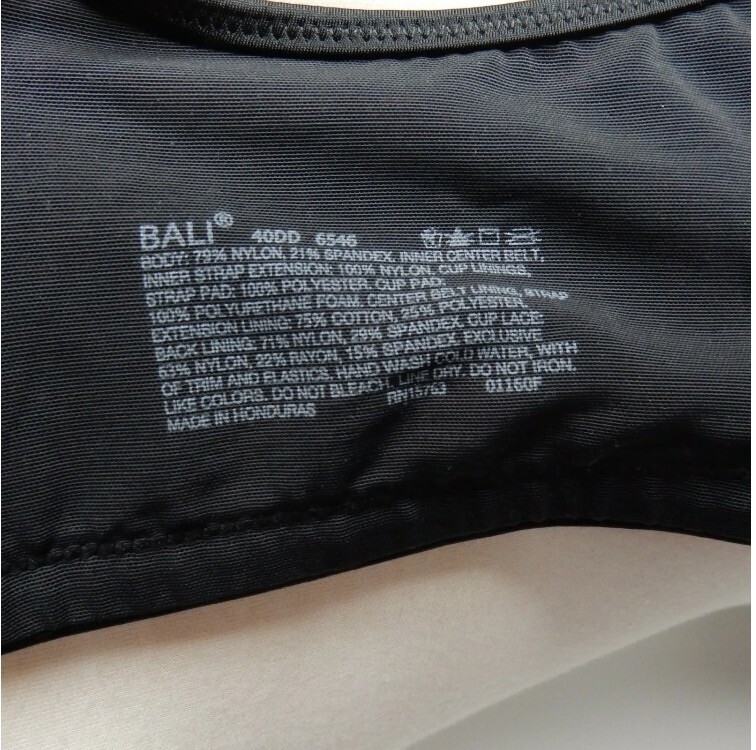 BALI® 40DD 6546
BODY: 79% NYLON, 21% SPANDEX. INNER CENTER BELT,
INNER STRAP EXTENSION: 100% NYLON, CUP LININGS,
STRAP PAD: 100% POLYESTER. CUP PAD:
100% POLYURETHANE FOAM. CENTER BELT LINING, STRAP
EXTENSION LINING: 75% COTTON, 25% POLYESTER.
BACK LINING: 71% NYLON, 29% SPANDEX. CUP LACE:
63% NYLON, 22% RAYON, 15% SPANDEX. EXCLUSIVE
OF TRIM AND ELASTICS. HAND WASH COLD WATER, WITH
LIKE COLORS. DO NOT BLEACH. LINE DRY. DO NOT IRON.
MADE IN HONDURAS RN15763 01160F